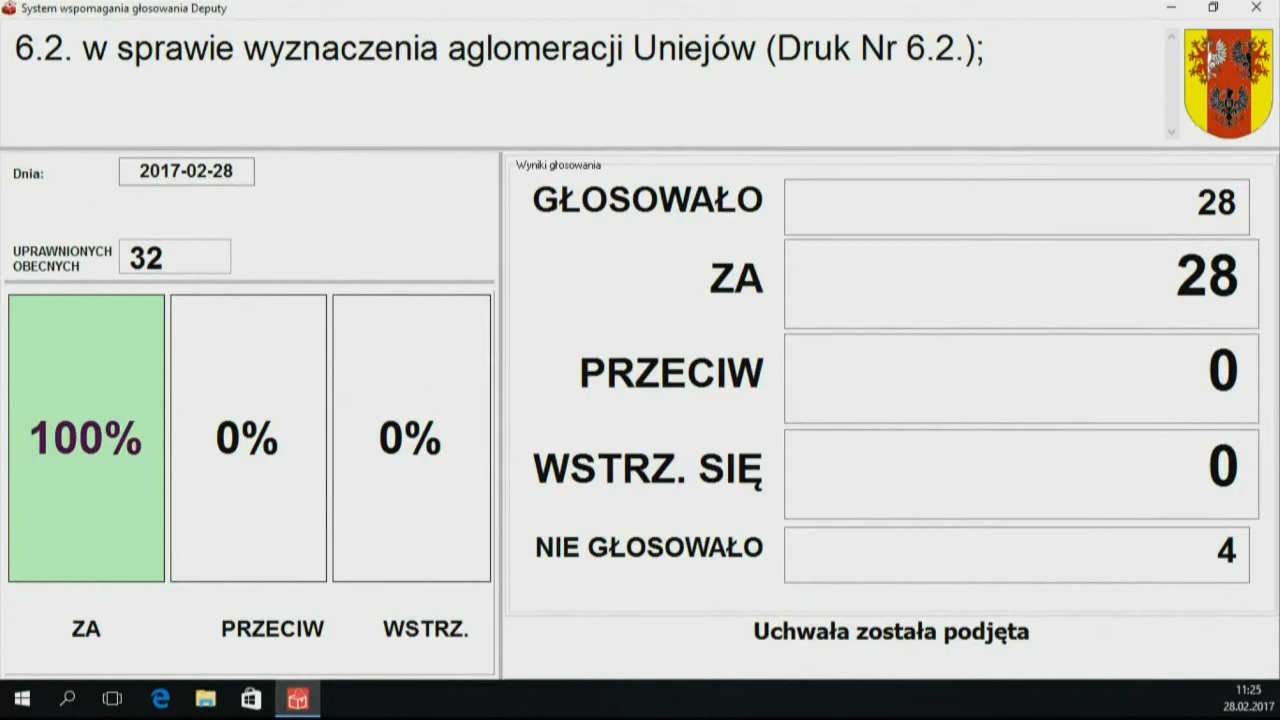 System wspomagania głosowania Deputy
6.2. w sprawie wyznaczenia aglomeracji Uniejów (Druk Nr 6.2.);
Dnia:
2017-02-28
UPRAWNIONYCH
OBECNYCH
32
100%
0%
0%
ZA
PRZECIW
WSTRZ.
Wyniki głosowania
GŁOSOWAŁO
28
ZA
28
PRZECIW
0
WSTRZ. SIĘ
0
NIE GŁOSOWAŁO
4
Uchwała została podjęta
11:25
28.02.2017